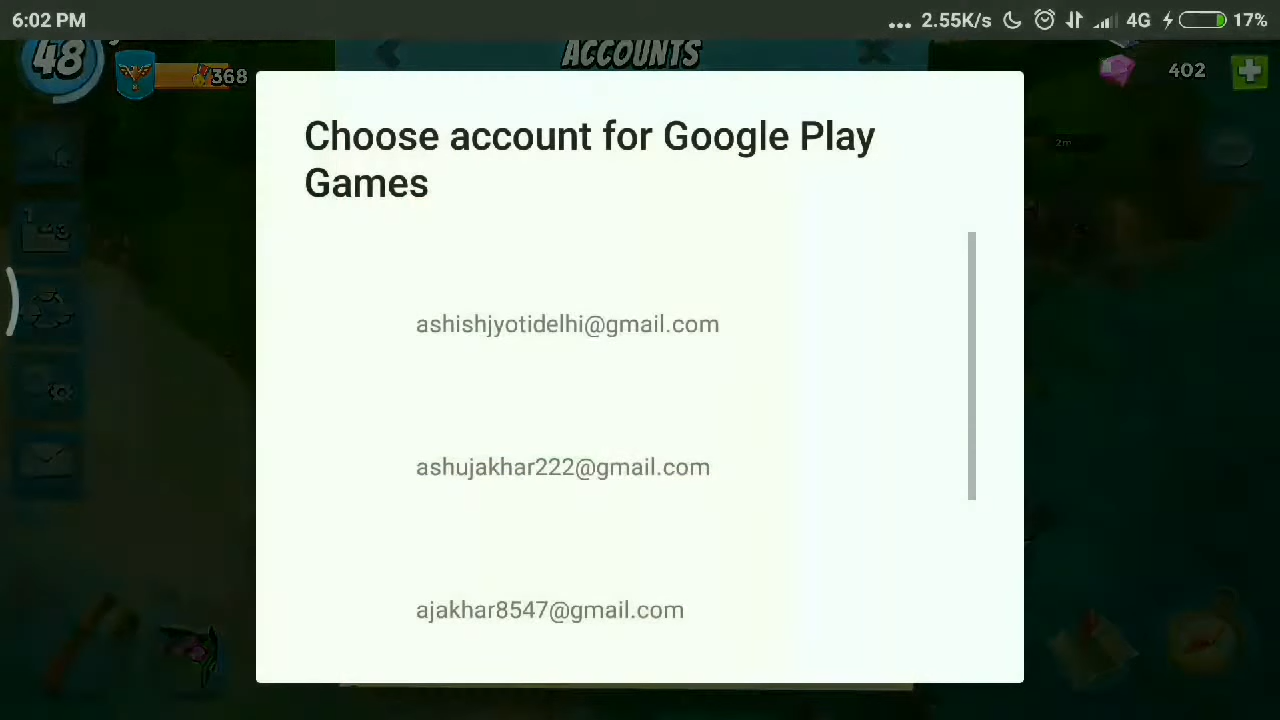 6:02 PM
... 2.55K/s 4G 17%
48
368
ACCOUNTS
402
2m
Choose account for Google Play
Games
ashishjyotidelhi@gmail.com
ashujakhar222@gmail.com
ajakhar8547@gmail.com